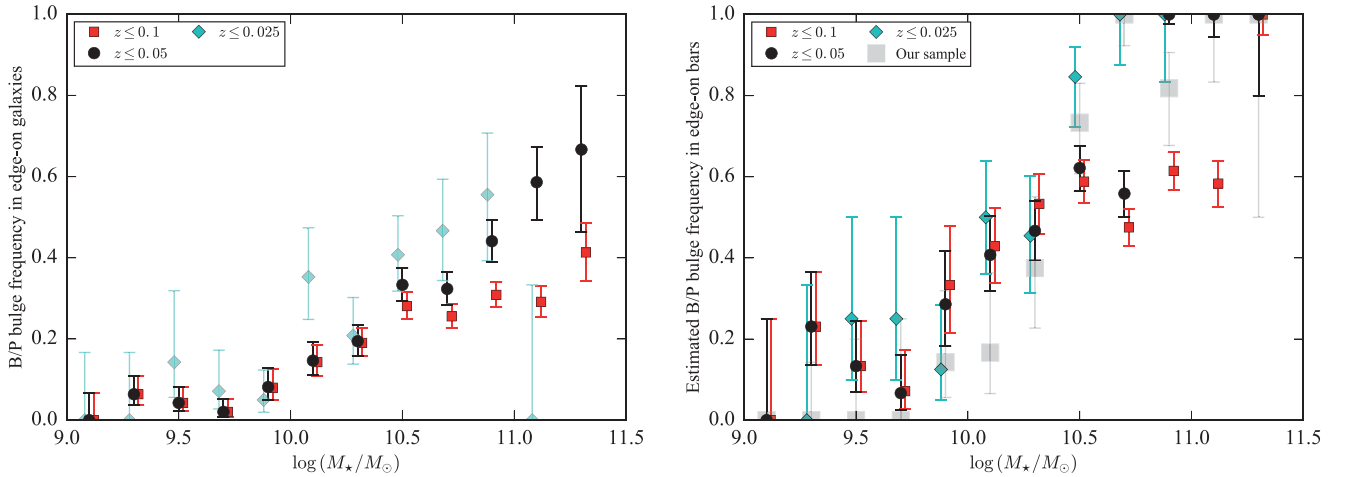 B/P bulge frequency in edge-on galaxies
1.0
0.8
0.6
0.4
0.2
0.0
z ≤ 0.1
z ≤ 0.025
z ≤ 0.05
9.0 9.5 10.0 10.5 11.0 11.5
log (M⋆/M⊙)
Estimated B/P bulge frequency in edge-on bars
1.0
0.8
0.6
0.4
0.2
0.0
z ≤ 0.1
z ≤ 0.025
z ≤ 0.05
Our sample
9.0 9.5 10.0 10.5 11.0 11.5
log (M⋆/M⊙)